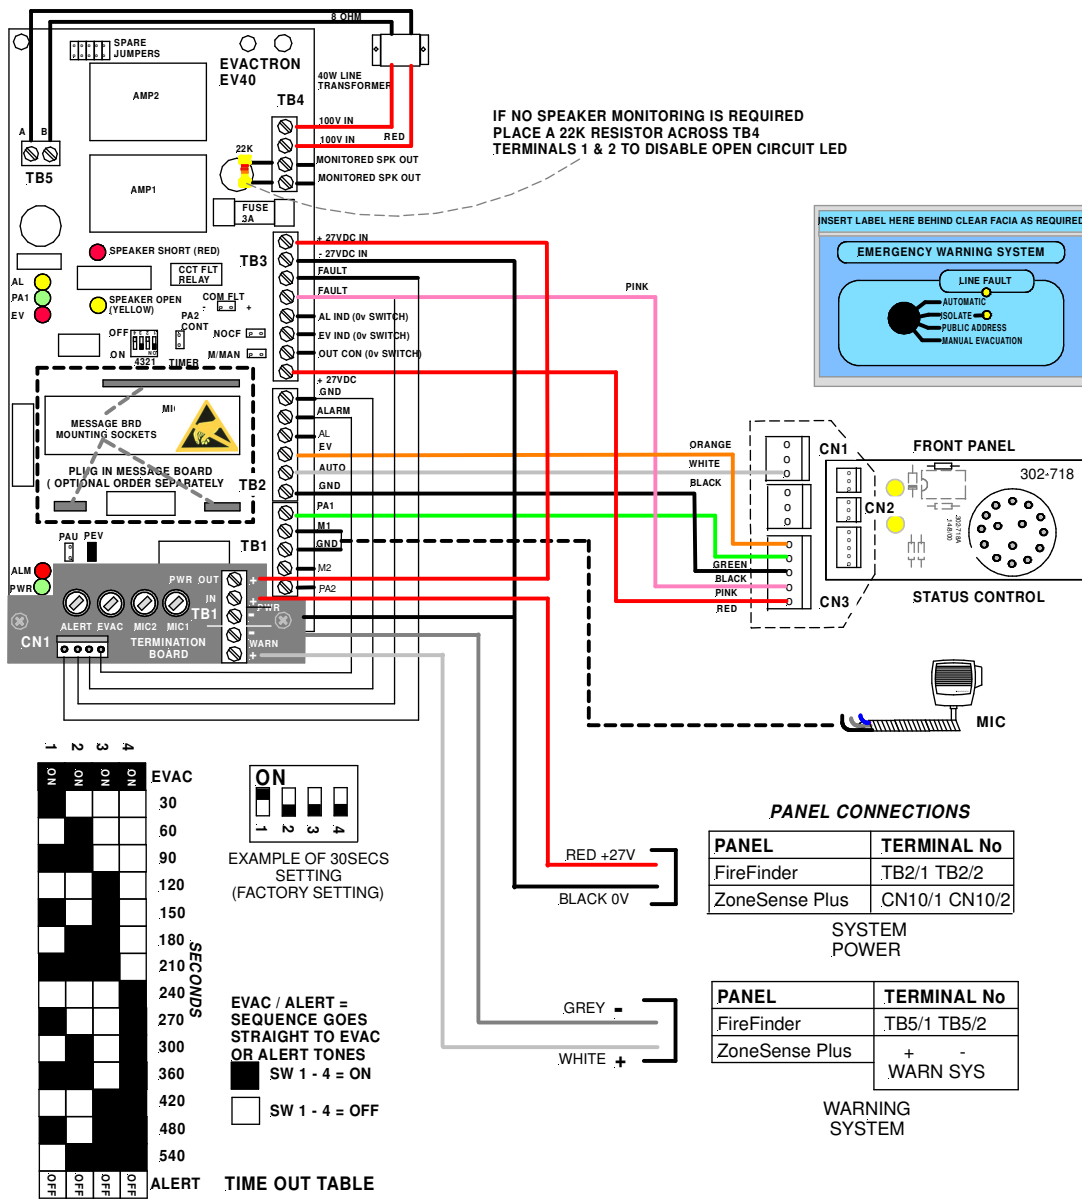 8 OHM
SPARE
JUMPERS
EVACTRON
EV40
40W LINE
TRANSFORMER
AMP2
TB4
100V IN
100V IN
RED
MONITORED SPK OUT
MONITORED SPK OUT
A
B
TB5
22K
AMP1
FUSE
3A
IF NO SPEAKER MONITORING IS REQUIRED
PLACE A 22K RESISTOR ACROSS TB4
TERMINALS 1 & 2 TO DISABLE OPEN CIRCUIT LED
INSERT LABEL HERE BEHIND CLEAR FACIA AS REQUIRED
EMERGENCY WARNING SYSTEM
LINE FAULT
AUTOMATIC
ISOLATE
PUBLIC ADDRESS
MANUAL EVACUATION
SPEAKER SHORT (RED)
TB3
+ 27VDC IN
- 27VDC IN
FAULT
FAULT
AL IND (0v SWITCH)
EV IND (0v SWITCH)
OUT CON (0v SWITCH)
+ 27VDC
CCT FLT
RELAY
AL
PA1
EV
SPEAKER OPEN
(YELLOW)
COM FLT
- +
PA2
CONT
NOCF
OFF
ON
4321
TIMER
M/MAN
PINK
GND
ALARM
AL
EV
AUTO
GND
TB2
MESSAGE BRD
MOUNTING SOCKETS
PLUG IN MESSAGE BOARD
( OPTIONAL ORDER SEPARATELY
PA1
M1
GND
M2
PA2
TB1
PAU
PEV
ALM
PWR
ORANGE
WHITE
BLACK
GREEN
BLACK
PINK
RED
CN1
CN2
CN3
FRONT PANEL
302-718
302-718A
STATUS CONTROL
PWR OUT
+
IN
+
PWR
-
TB1
-
WARN
+
ALERT
EVAC
MIC2
MIC1
CN1
TERMINATION
BOARD
MIC
1 2 3 4
ON ON ON ON
EVAC
30
60
90
120
150
180
210
240
270
300
360
420
480
540
OFF OFF OFF OFF
ALERT
SECONDS
TIME OUT TABLE
ON
1 2 3 4
EXAMPLE OF 30SECS
SETTING
(FACTORY SETTING)
EVAC / ALERT =
SEQUENCE GOES
STRAIGHT TO EVAC
OR ALERT TONES
SW 1 - 4 = ON
SW 1 - 4 = OFF
RED +27V
BLACK 0V
GREY -
WHITE +
PANEL CONNECTIONS
PANEL TERMINAL No
FireFinder TB2/1 TB2/2
ZoneSense Plus CN10/1 CN10/2
SYSTEM
POWER
PANEL TERMINAL No
FireFinder TB5/1 TB5/2
ZoneSense Plus + -
WARN SYS
WARNING
SYSTEM